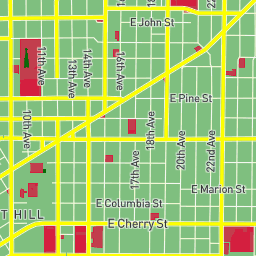 E John St
11th Ave
13th Ave
14th Ave
16th Ave
E Pine St
10th Ave
18th Ave
17th Ave
20th Ave
22nd Ave
E Marion St
E Columbia St
T HILL
E Cherry St